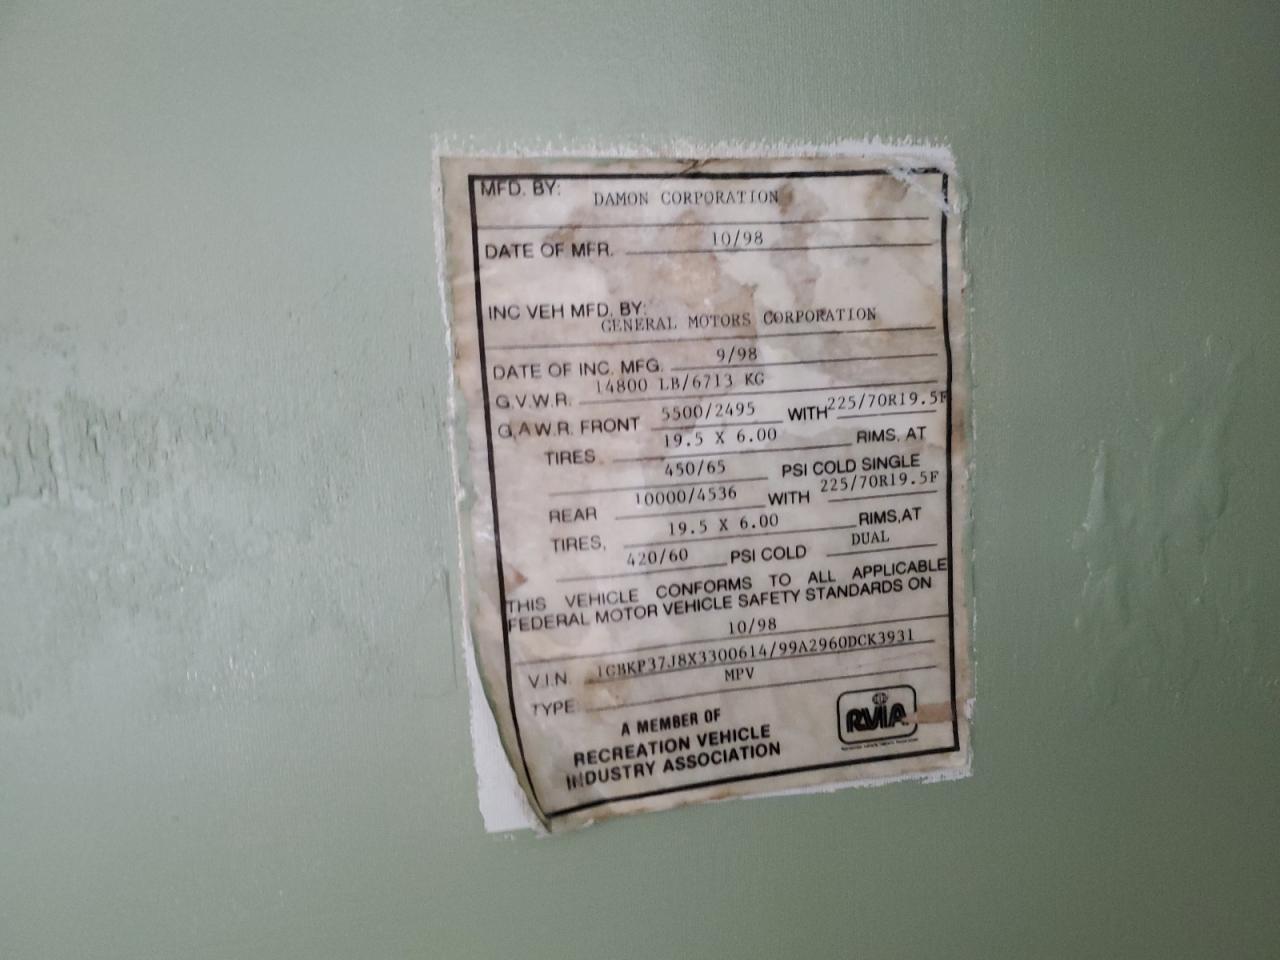 MFD. BY: DAMON CORPORATION
DATE OF MFR. 10/98
INC VEH MFD. BY:
GENERAL MOTORS CORPORATION
DATE OF INC. MFG. 9/98
G.V.W.R. 14800 LB/6713 KG
G.A.W.R. FRONT 5500/2495 WITH 225/70R19.5F
TIRES 19.5 X 6.00 RIMS, AT
450/65 PSI COLD SINGLE
REAR 10000/4536 WITH 225/70R19.5F
TIRES, 19.5 X 6.00 RIMS,AT
420/60 PSI COLD DUAL
THIS VEHICLE CONFORMS TO ALL APPLICABLE
FEDERAL MOTOR VEHICLE SAFETY STANDARDS ON
10/98
V.I.N. 1GBKP37J8X3300614/99A2960DCK3931
TYPE MPV
A MEMBER OF
RECREATION VEHICLE
INDUSTRY ASSOCIATION
RVIA